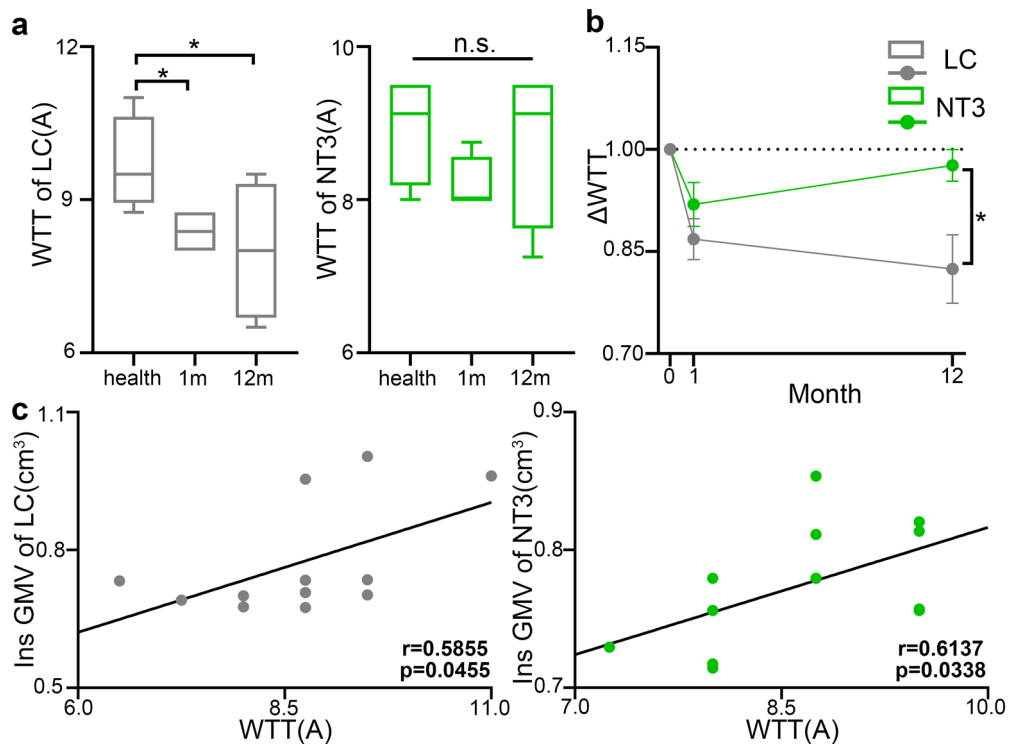 a
WTT of LC(A)
12
9
6
*
*
health 1m 12m
WTT of NT3(A)
10
8
6
n.s.
health 1m 12m
b
ΔWTT
1.15
1.00
0.85
0.70
LC
NT3
*
0 1 12
Month
c
Ins GMV of LC(cm³)
1.1
0.8
0.5
r=0.5855
p=0.0455
6.0 8.5 11.0
WTT(A)
Ins GMV of NT3(cm³)
0.9
0.8
0.7
r=0.6137
p=0.0338
7.0 8.5 10.0
WTT(A)